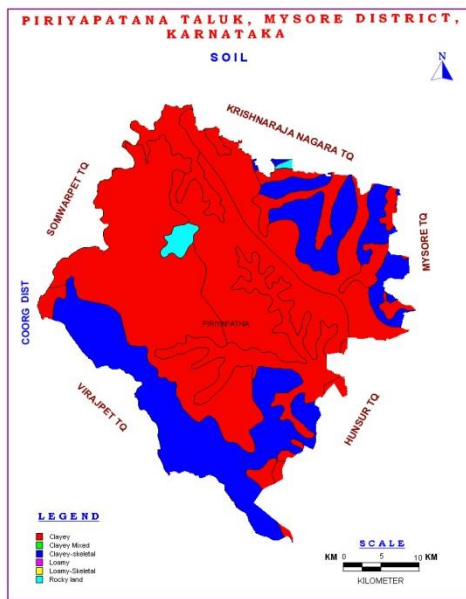 PIRIYAPATANA TALUK, MYSORE DISTRICT,
KARNATAKA
SOIL
N
KRISHNARAJA NAGARA TQ
SOMWARPET TQ
MYSORE TQ
COORG DIST
PIRIYAPATNA
VIRAJPET TQ
HUNSUR TQ
LEGEND
Clayey
Clayey Mixed
Clayey-skeletal
Loamy
Loamy-Skeletal
Rocky land
SCALE
KM 5 0 5 10 KM
KILOMETER